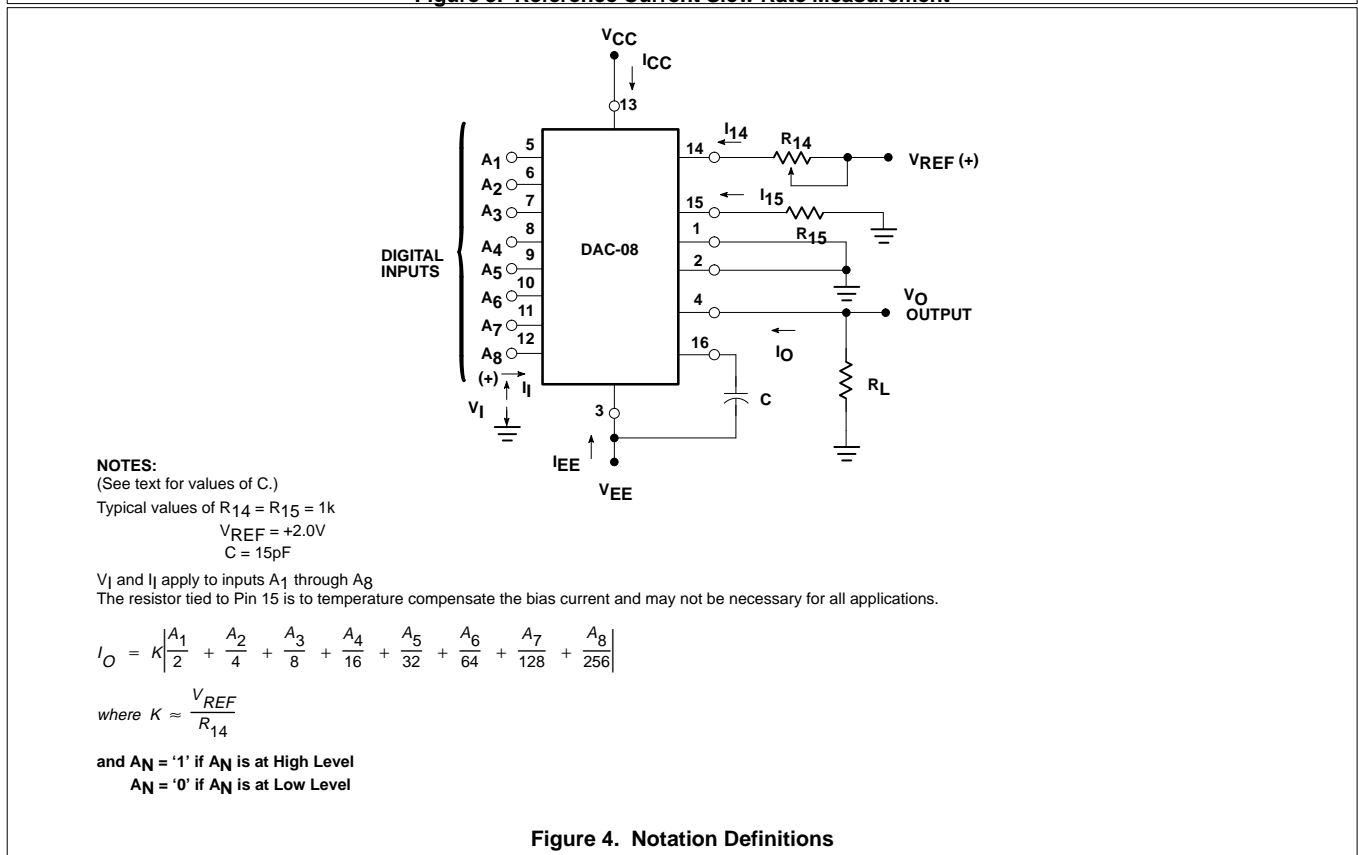 Figure 3. Reference Current Slew Rate Measurement
VCC
ICC
13
DIGITAL
INPUTS
A1 5
A2 6
A3 7
A4 8
A5 9
A6 10
A7 11
A8 12
(+)
II
VI
DAC-08
14 I14 R14 VREF (+)
15 I15 R15
1
2
4 IO
VO
OUTPUT
16
C
RL
3
IEE
VEE
NOTES:
(See text for values of C.)
Typical values of R14 = R15 = 1k
VREF = +2.0V
C = 15pF
VI and II apply to inputs A1 through A8
The resistor tied to Pin 15 is to temperature compensate the bias current and may not be necessary for all applications.
IO = K|A1/2 + A2/4 + A3/8 + A4/16 + A5/32 + A6/64 + A7/128 + A8/256|
where K ≈ VREF/R14
and AN = ‘1’ if AN is at High Level
AN = ‘0’ if AN is at Low Level
Figure 4. Notation Definitions